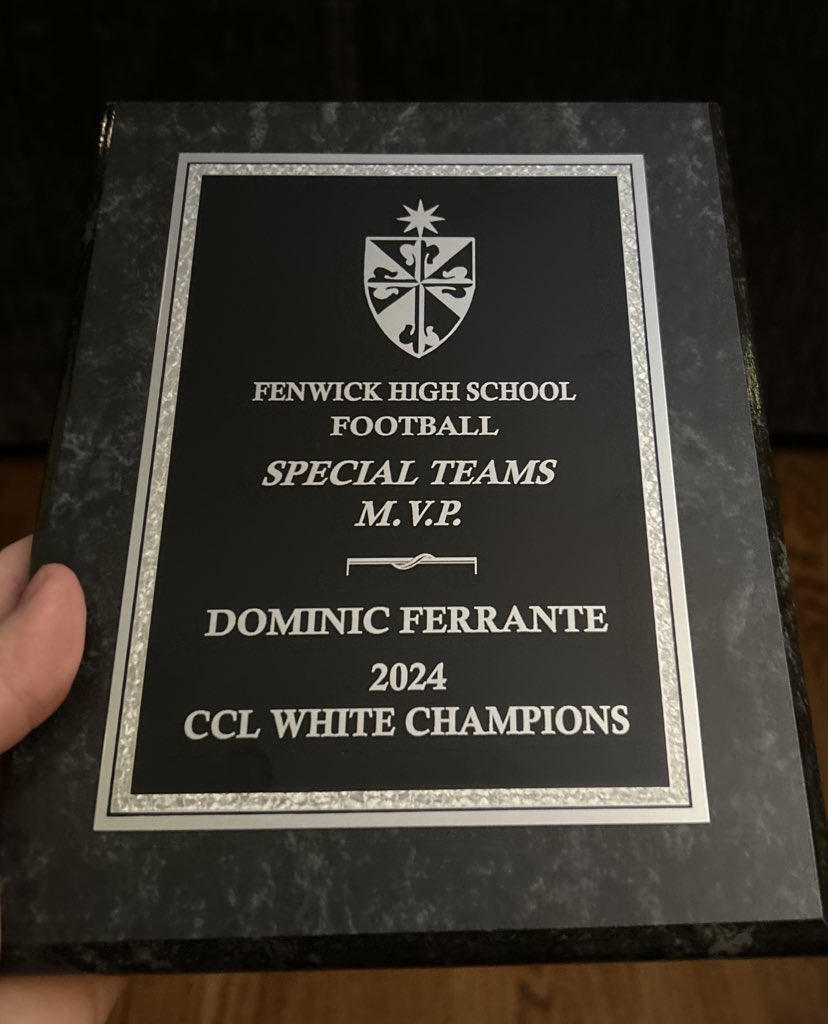 FENWICK HIGH SCHOOL
FOOTBALL
SPECIAL TEAMS
M.V.P.
DOMINIC FERRANTE
2024
CCL WHITE CHAMPIONS